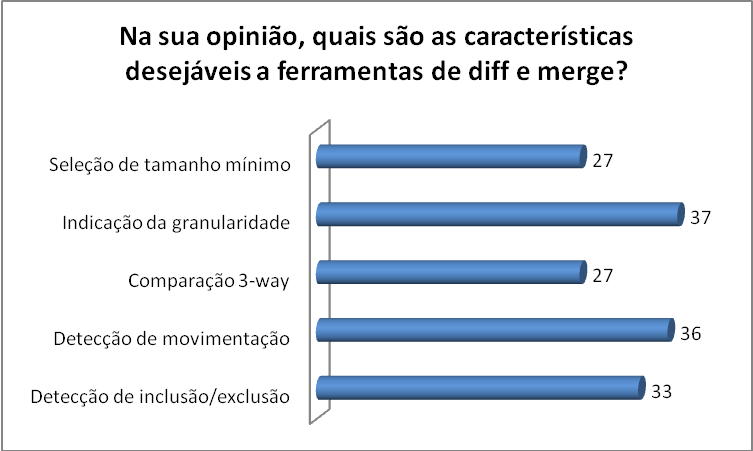 Na sua opinião, quais são as características
desejáveis a ferramentas de diff e merge?
Seleção de tamanho mínimo
27
Indicação da granularidade
37
Comparação 3-way
27
Detecção de movimentação
36
Detecção de inclusão/exclusão
33